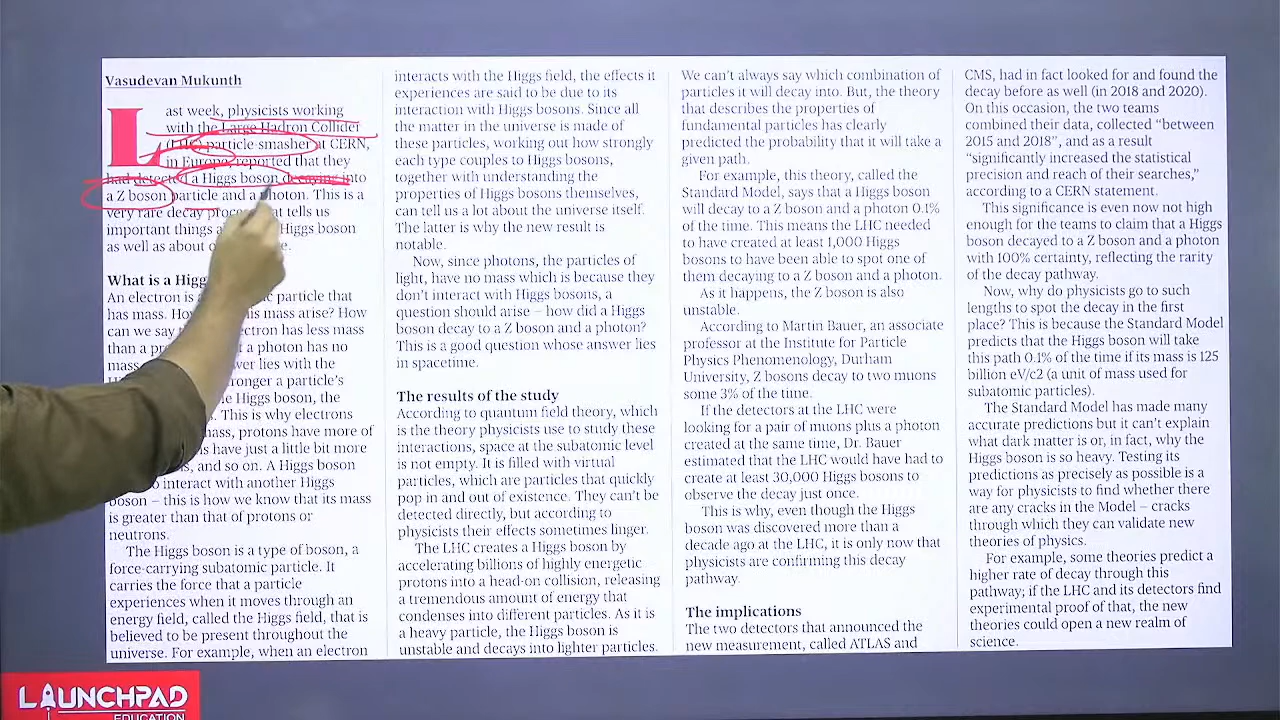 Vasudevan Mukunth
Last week, physicists working
with the Large Hadron Collider
(LHC) particle-smasher at CERN,
in Europe, reported that they
had detected a Higgs boson decaying into
a Z boson particle and a photon. This is a
very rare decay process that tells us
important things a Higgs boson
as well as about
What is a Higg
An electron is a particle that
has mass. How is mass arise? How
can we say ectron has less mass
than a pr a photon has no
mass wer lies with the
ronger a particle's
e Higgs boson, the
. This is why electrons
mass, protons have more of
s have just a little bit more
s, and so on. A Higgs boson
o interact with another Higgs
boson – this is how we know that its mass
is greater than that of protons or
neutrons.
The Higgs boson is a type of boson, a
force-carrying subatomic particle. It
carries the force that a particle
experiences when it moves through an
energy field, called the Higgs field, that is
believed to be present throughout the
universe. For example, when an electron
interacts with the Higgs field, the effects it
experiences are said to be due to its
interaction with Higgs bosons. Since all
the matter in the universe is made of
these particles, working out how strongly
each type couples to Higgs bosons,
together with understanding the
properties of Higgs bosons themselves,
can tell us a lot about the universe itself.
The latter is why the new result is
notable.
Now, since photons, the particles of
light, have no mass which is because they
don't interact with Higgs bosons, a
question should arise – how did a Higgs
boson decay to a Z boson and a photon?
This is a good question whose answer lies
in spacetime.
The results of the study
According to quantum field theory, which
is the theory physicists use to study these
interactions, space at the subatomic level
is not empty. It is filled with virtual
particles, which are particles that quickly
pop in and out of existence. They can't be
detected directly, but according to
physicists their effects sometimes linger.
The LHC creates a Higgs boson by
accelerating billions of highly energetic
protons into a head-on collision, releasing
a tremendous amount of energy that
condenses into different particles. As it is
a heavy particle, the Higgs boson is
unstable and decays into lighter particles.
We can't always say which combination of
particles it will decay into. But, the theory
that describes the properties of
fundamental particles has clearly
predicted the probability that it will take a
given path.
For example, this theory, called the
Standard Model, says that a Higgs boson
will decay to a Z boson and a photon 0.1%
of the time. This means the LHC needed
to have created at least 1,000 Higgs
bosons to have been able to spot one of
them decaying to a Z boson and a photon.
As it happens, the Z boson is also
unstable.
According to Martin Bauer, an associate
professor at the Institute for Particle
Physics Phenomenology, Durham
University, Z bosons decay to two muons
some 3% of the time.
If the detectors at the LHC were
looking for a pair of muons plus a photon
created at the same time, Dr. Bauer
estimated that the LHC would have had to
create at least 30,000 Higgs bosons to
observe the decay just once.
This is why, even though the Higgs
boson was discovered more than a
decade ago at the LHC, it is only now that
physicists are confirming this decay
pathway.
The implications
The two detectors that announced the
new measurement, called ATLAS and
CMS, had in fact looked for and found the
decay before as well (in 2018 and 2020).
On this occasion, the two teams
combined their data, collected “between
2015 and 2018”, and as a result
“significantly increased the statistical
precision and reach of their searches,”
according to a CERN statement.
This significance is even now not high
enough for the teams to claim that a Higgs
boson decayed to a Z boson and a photon
with 100% certainty, reflecting the rarity
of the decay pathway.
Now, why do physicists go to such
lengths to spot the decay in the first
place? This is because the Standard Model
predicts that the Higgs boson will take
this path 0.1% of the time if its mass is 125
billion eV/c2 (a unit of mass used for
subatomic particles).
The Standard Model has made many
accurate predictions but it can't explain
what dark matter is or, in fact, why the
Higgs boson is so heavy. Testing its
predictions as precisely as possible is a
way for physicists to find whether there
are any cracks in the Model – cracks
through which they can validate new
theories of physics.
For example, some theories predict a
higher rate of decay through this
pathway; if the LHC and its detectors find
experimental proof of that, the new
theories could open a new realm of
science.
LAUNCHPAD
EDUCATION